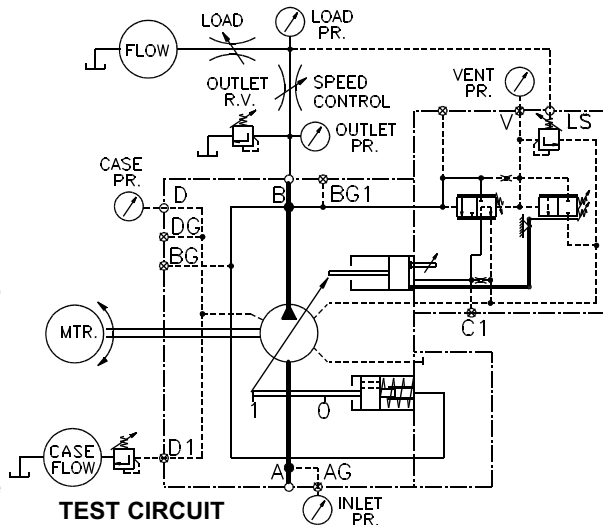 LOAD
LOAD
PR.
FLOW
VENT
PR.
OUTLET
R.V.
SPEED
CONTROL
V
LS
OUTLET
PR.
CASE
PR.
D
B
BG1
DG
BG
MTR.
C1
1
0
CASE
FLOW
D1
A
AG
INLET
PR.
TEST CIRCUIT